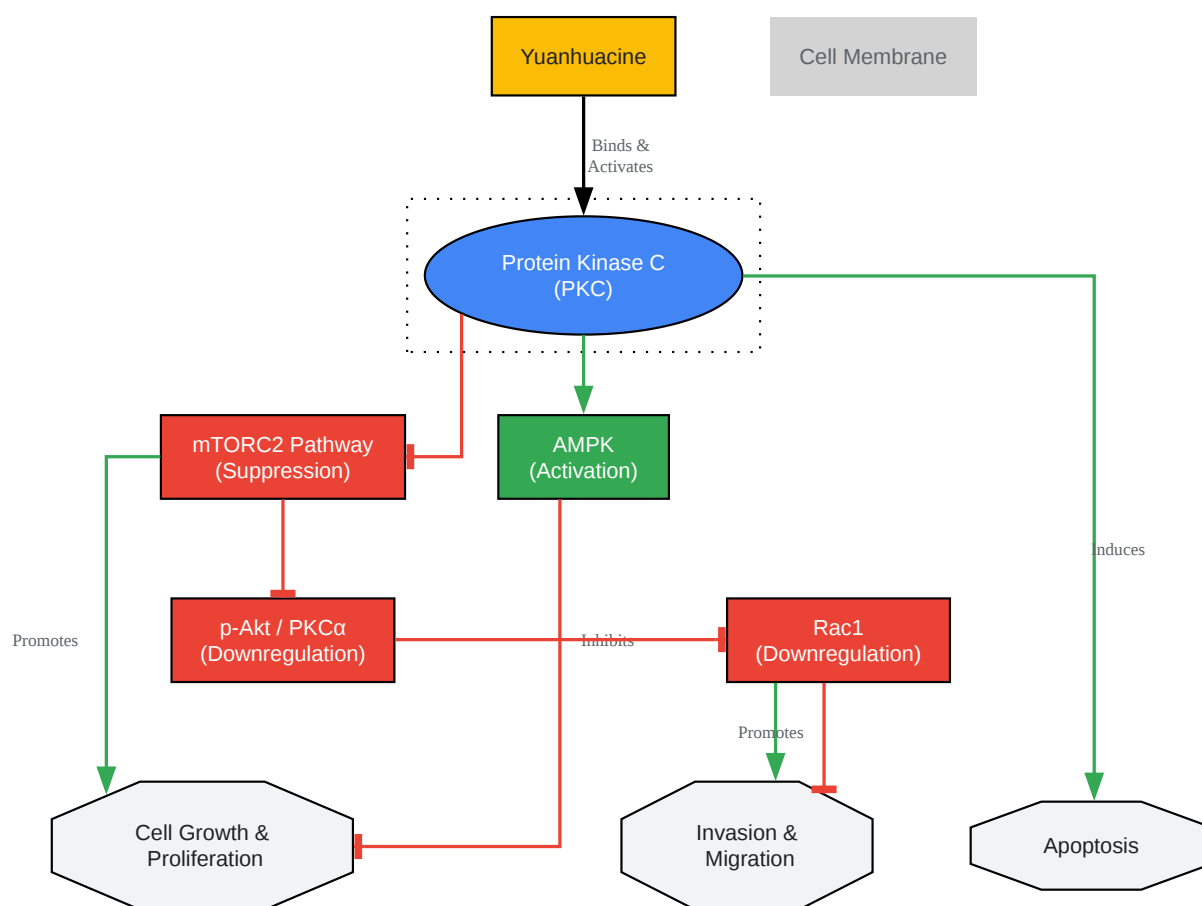 Yuanhuacine
Cell Membrane
Binds &
Activates
Protein Kinase C
(PKC)
mTORC2 Pathway
(Suppression)
AMPK
(Activation)
Induces
p-Akt / PKCα
(Downregulation)
Promotes
Inhibits
Rac1
(Downregulation)
Promotes
Cell Growth &
Proliferation
Invasion &
Migration
Apoptosis